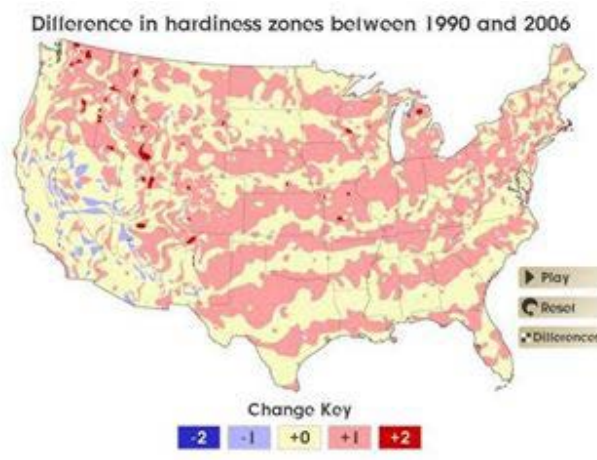 Difference in hardiness zones between 1990 and 2006
Play
Reset
Differences
Change Key
-2 -1 +0 +1 +2